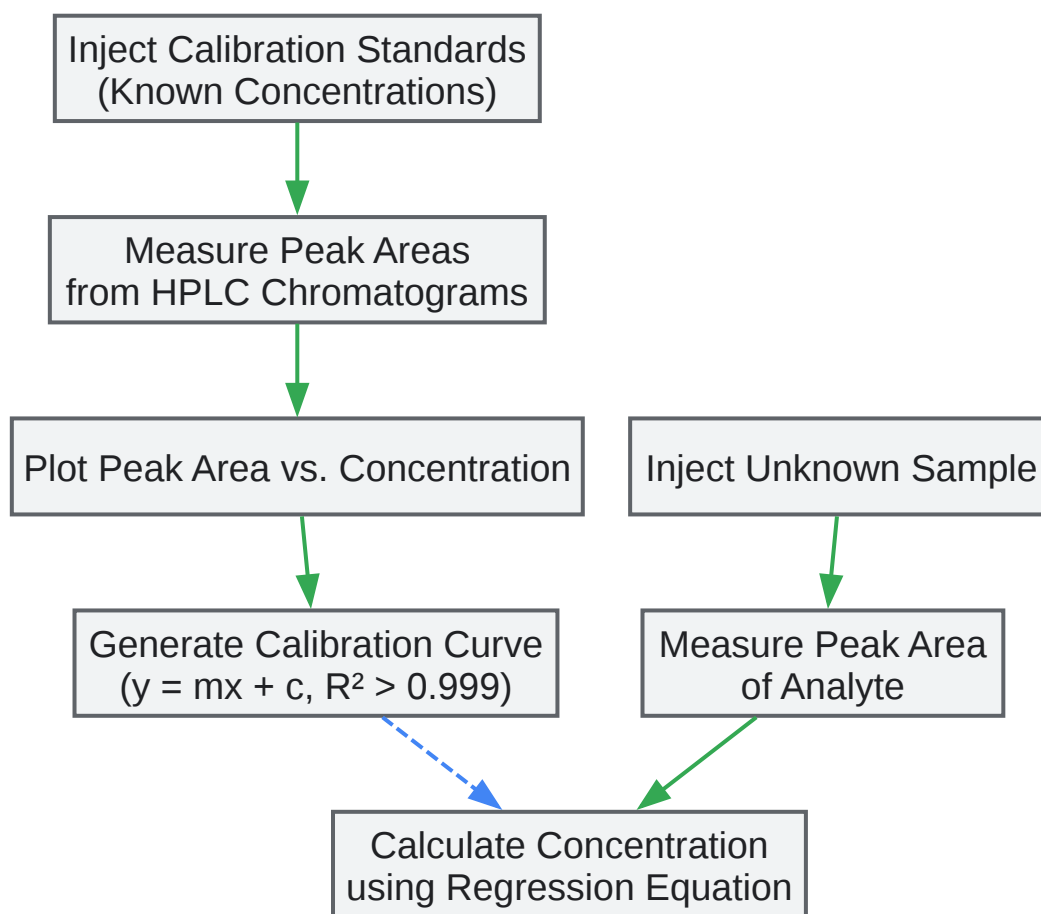 Inject Calibration Standards
(Known Concentrations)
Measure Peak Areas
from HPLC Chromatograms
Plot Peak Area vs. Concentration
Inject Unknown Sample
Generate Calibration Curve
(y = mx + c, R² > 0.999)
Measure Peak Area
of Analyte
Calculate Concentration
using Regression Equation